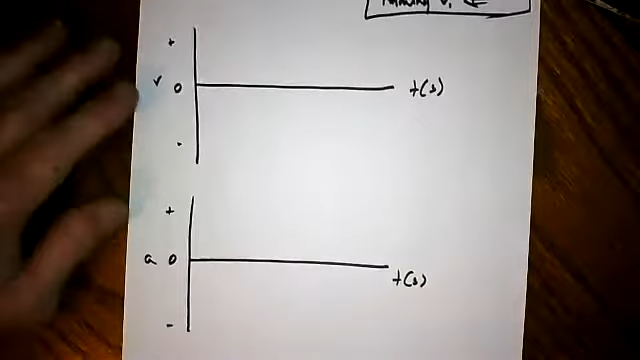 +
v 0 t(s)
-
+
a 0
t(s)
-